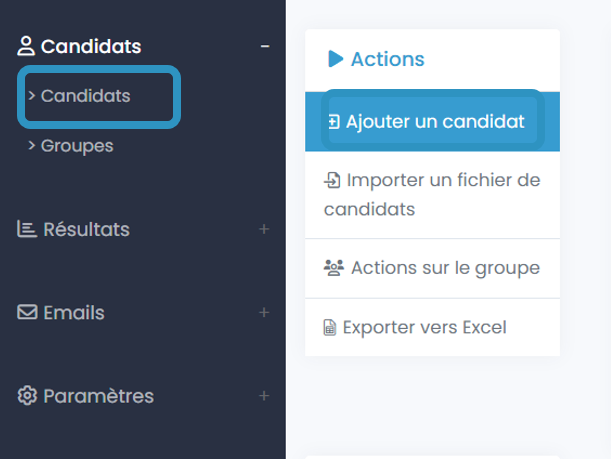 Candidats
> Candidats
> Groupes
Résultats
Emails
Paramètres
Actions
Ajouter un candidat
Importer un fichier de
candidats
Actions sur le groupe
Exporter vers Excel